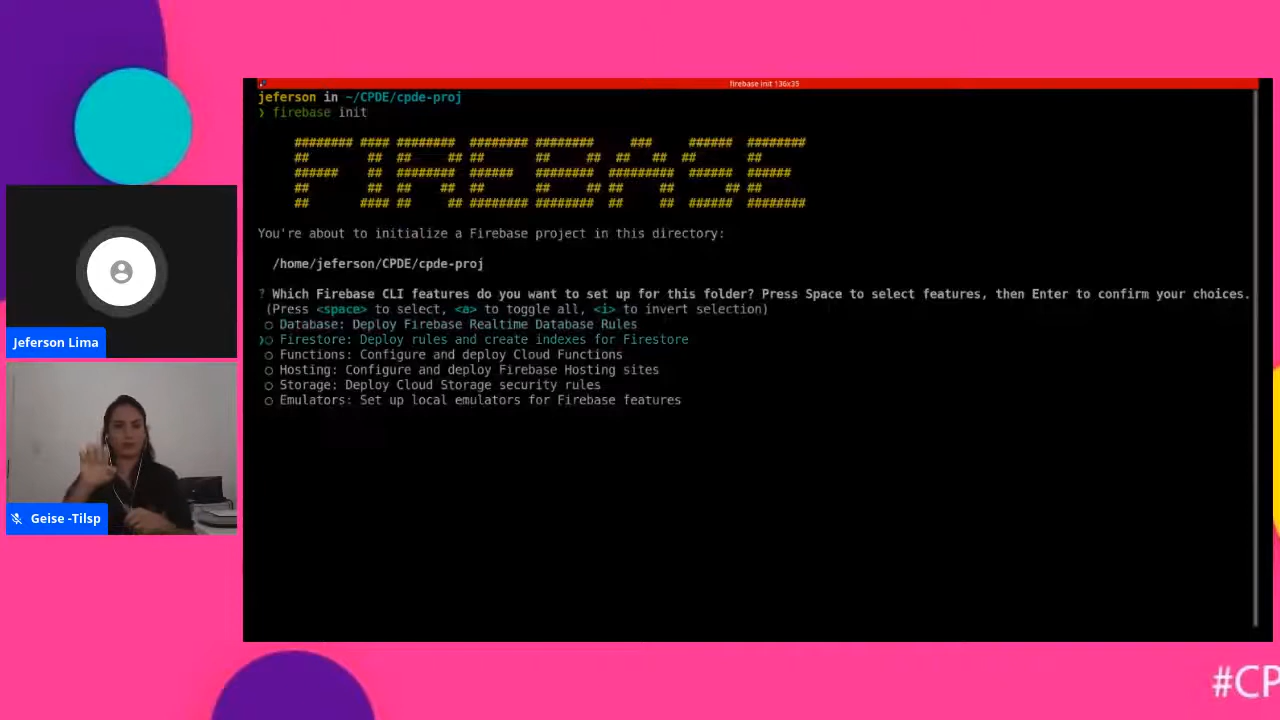 firebase init 136x35
jeferson in ~/CPDE/cpde-proj
❯ firebase init
FIREBASE
You're about to initialize a Firebase project in this directory:
/home/jeferson/CPDE/cpde-proj
? Which Firebase CLI features do you want to set up for this folder? Press Space to select features, then Enter to confirm your choices.
(Press <space> to select, <a> to toggle all, <i> to invert selection)
○ Database: Deploy Firebase Realtime Database Rules
❯○ Firestore: Deploy rules and create indexes for Firestore
○ Functions: Configure and deploy Cloud Functions
○ Hosting: Configure and deploy Firebase Hosting sites
○ Storage: Deploy Cloud Storage security rules
○ Emulators: Set up local emulators for Firebase features
Jeferson Lima
Geise -Tilsp
#CP